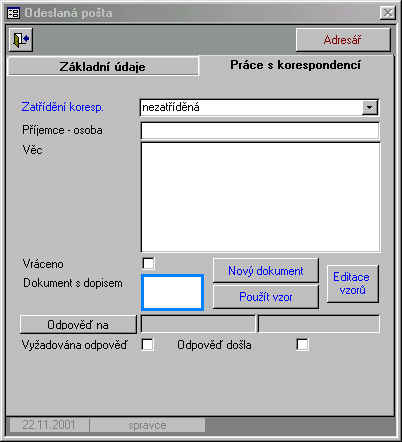 Odeslaná pošta
Adresář
Základní údaje
Práce s korespondencí
Zatřídění koresp.
nezatříděná
Příjemce - osoba
Věc
Vráceno
Nový dokument
Editace
vzorů
Dokument s dopisem
Použít vzor
Odpověď na
Vyžadována odpověď
Odpověď došla
22.11.2001
spravce